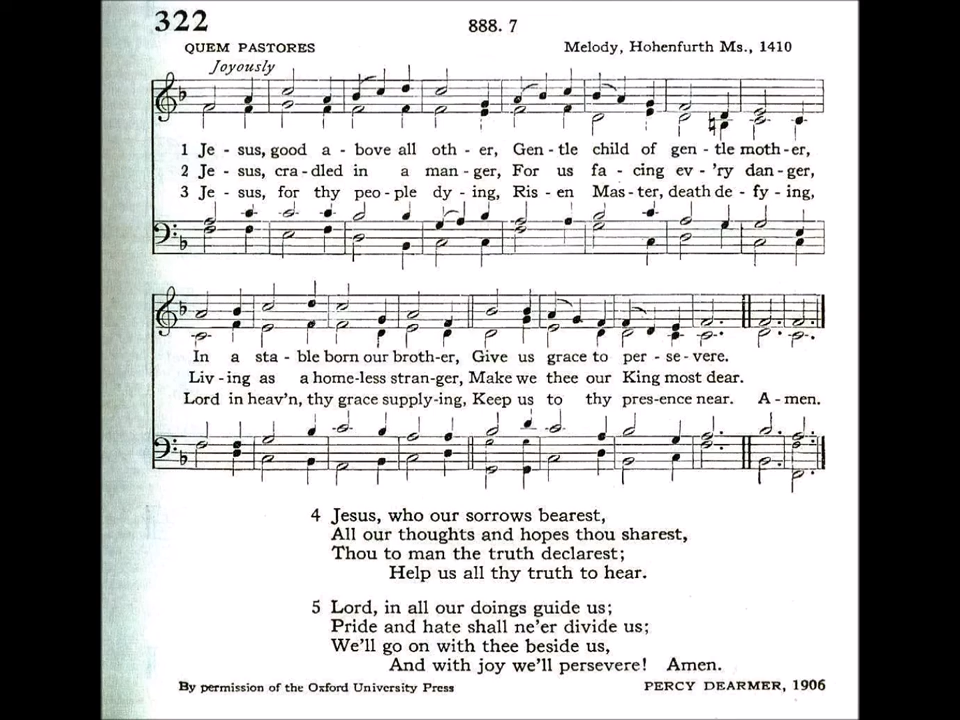 322
888. 7
QUEM PASTORES
Melody, Hohenfurth Ms., 1410
Joyously
1 Je - sus, good a - bove all oth - er, Gen - tle child of gen - tle moth - er,
2 Je - sus, cra - dled in a man - ger, For us fa - cing ev - 'ry dan - ger,
3 Je - sus, for thy peo - ple dy - ing, Ris - en Mas - ter, death de - fy - ing,
In a sta - ble born our broth - er, Give us grace to per - se - vere.
Liv - ing as a home - less stran - ger, Make we thee our King most dear.
Lord in heav'n, thy grace supply - ing, Keep us to thy pres - ence near. A - men.
4 Jesus, who our sorrows bearest,
All our thoughts and hopes thou sharest,
Thou to man the truth declarest;
Help us all thy truth to hear.
5 Lord, in all our doings guide us;
Pride and hate shall ne'er divide us;
We'll go on with thee beside us,
And with joy we'll persevere! Amen.
By permission of the Oxford University Press
PERCY DEARMER, 1906